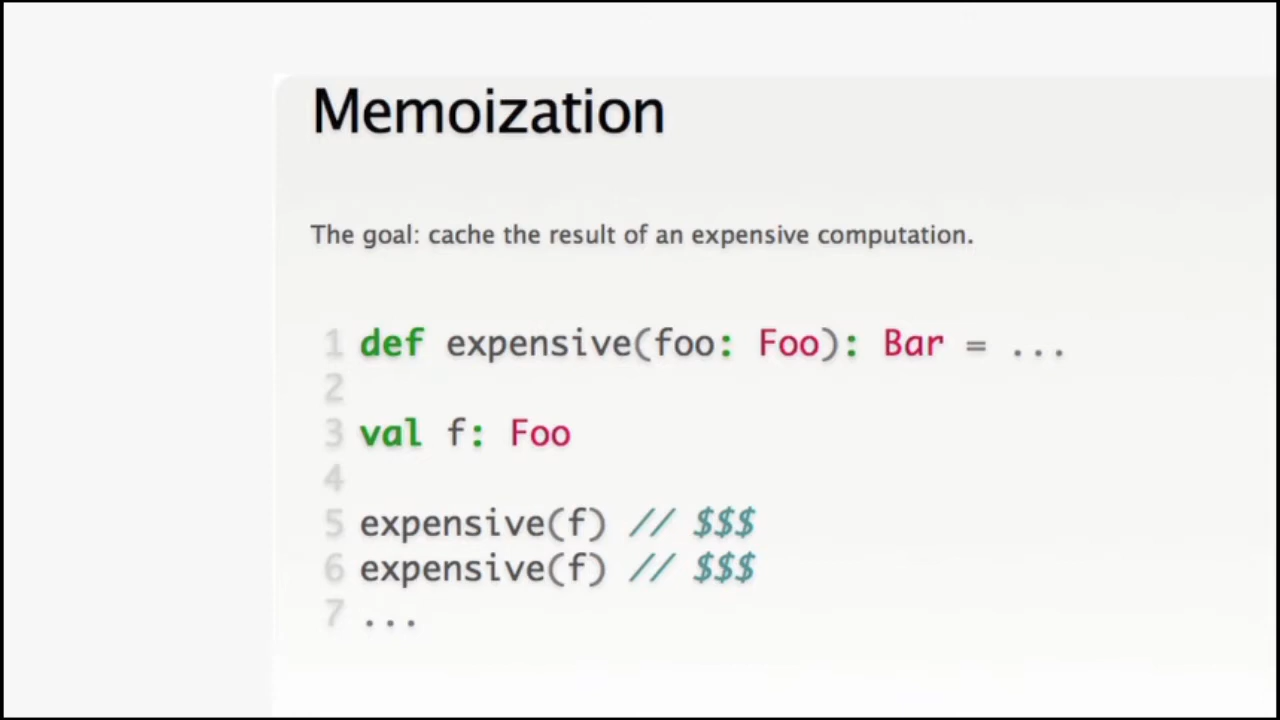 Memoization
The goal: cache the result of an expensive computation.
1 def expensive(foo: Foo): Bar = ...
2
3 val f: Foo
4
5 expensive(f) // $$$
6 expensive(f) // $$$
7 ...